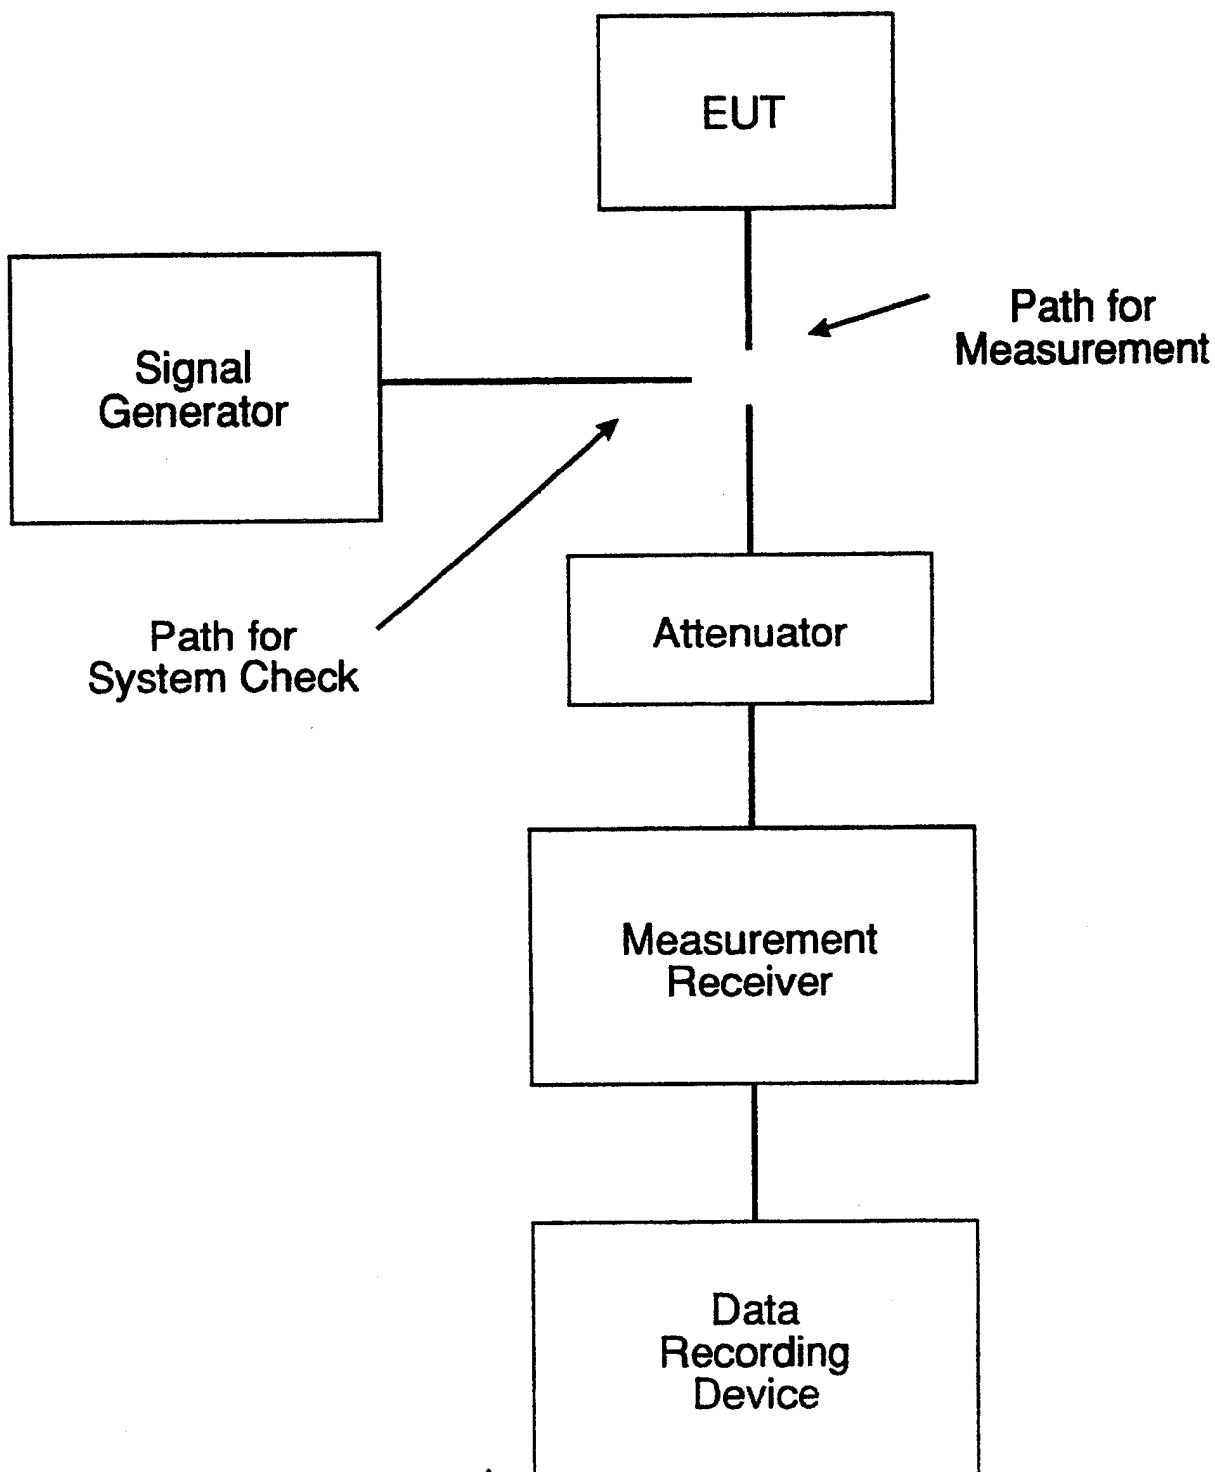 EUT
Path for
Measurement
Signal
Generator
Path for
System Check
Attenuator
Measurement
Receiver
Data
Recording
Device